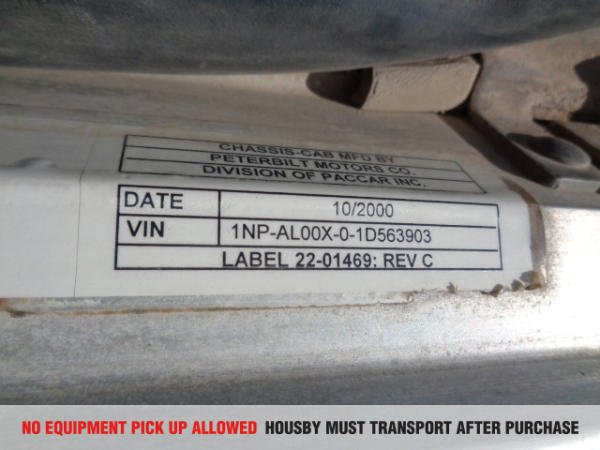 CHASSIS-CAB MFD BY
PETERBILT MOTORS CO.
DIVISION OF PACCAR INC.
DATE 10/2000
VIN 1NP-AL00X-0-1D563903
LABEL 22-01469: REV C
NO EQUIPMENT PICK UP ALLOWED HOUSBY MUST TRANSPORT AFTER PURCHASE